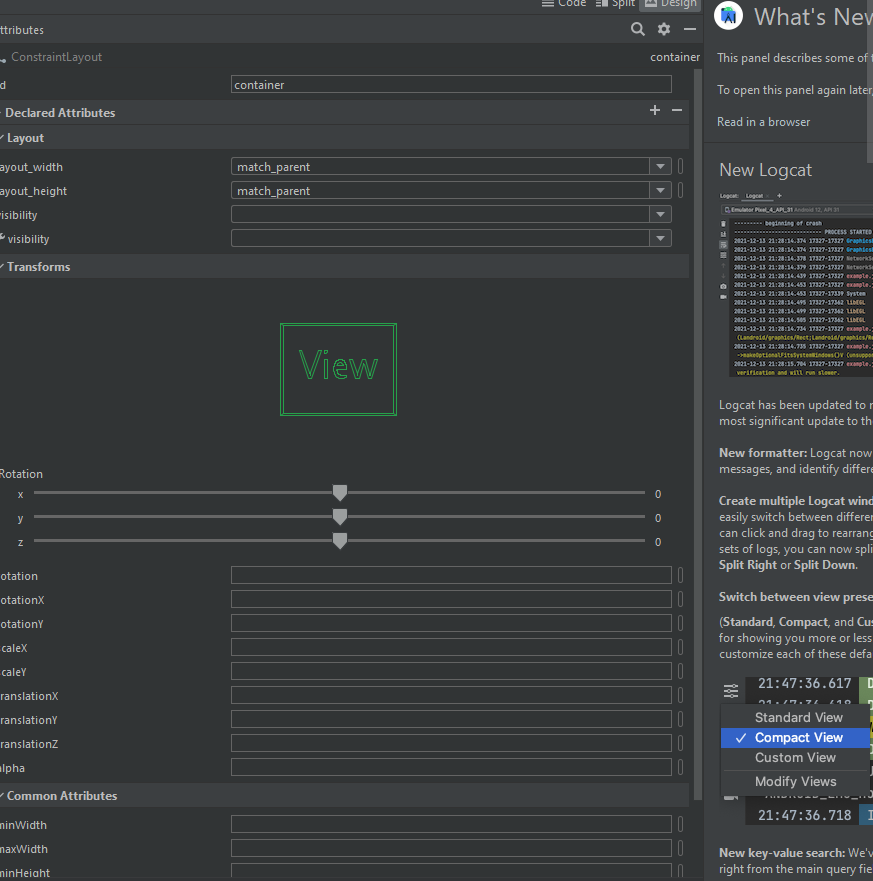 Code Split Design
ttributes
ConstraintLayout container
d container
Declared Attributes
Layout
ayout_width match_parent
ayout_height match_parent
isibility
visibility
Transforms
View
Rotation
x 0
y 0
z 0
otation
otationX
otationY
caleX
caleY
ranslationX
ranslationY
ranslationZ
alpha
Common Attributes
minWidth
maxWidth
minHeight
What's New
This panel describes some of t
To open this panel again later,
Read in a browser
New Logcat
Logcat: Logcat
Emulator Pixel_4_API_31 Android 12, API 31
--------- beginning of crash
PROCESS STARTED
2021-12-13 21:28:14.374 17327-17327 Graphics
2021-12-13 21:28:14.374 17327-17327 Graphics
2021-12-13 21:28:14.378 17327-17327 NetworkS
2021-12-13 21:28:14.379 17327-17327 NetworkS
2021-12-13 21:28:14.439 17327-17327 example.
2021-12-13 21:28:14.453 17327-17327 example.
2021-12-13 21:28:14.453 17327-17339 System
2021-12-13 21:28:14.495 17327-17362 libEGL
2021-12-13 21:28:14.499 17327-17362 libEGL
2021-12-13 21:28:14.505 17327-17362 libEGL
2021-12-13 21:28:14.734 17327-17327 example.
(Landroid/graphics/Rect;Landroid/graphics/Re
2021-12-13 21:28:14.735 17327-17327 example.
->makeOptionalFitsSystemWindows()V (unsuppo
2021-12-13 21:28:15.704 17327-17327 example.
verification and will run slower.
Logcat has been updated to
most significant update to th
New formatter: Logcat now
messages, and identify differe
Create multiple Logcat wind
easily switch between differen
can click and drag to rearrang
sets of logs, you can now spli
Split Right or Split Down.
Switch between view prese
(Standard, Compact, and Cus
for showing you more or less
customize each of these defa
21:47:36.617 D
21:47:36.618
Standard View
Compact View
Custom View
Modify Views
21:47:36.718 I
New key-value search: We'v
right from the main query fie